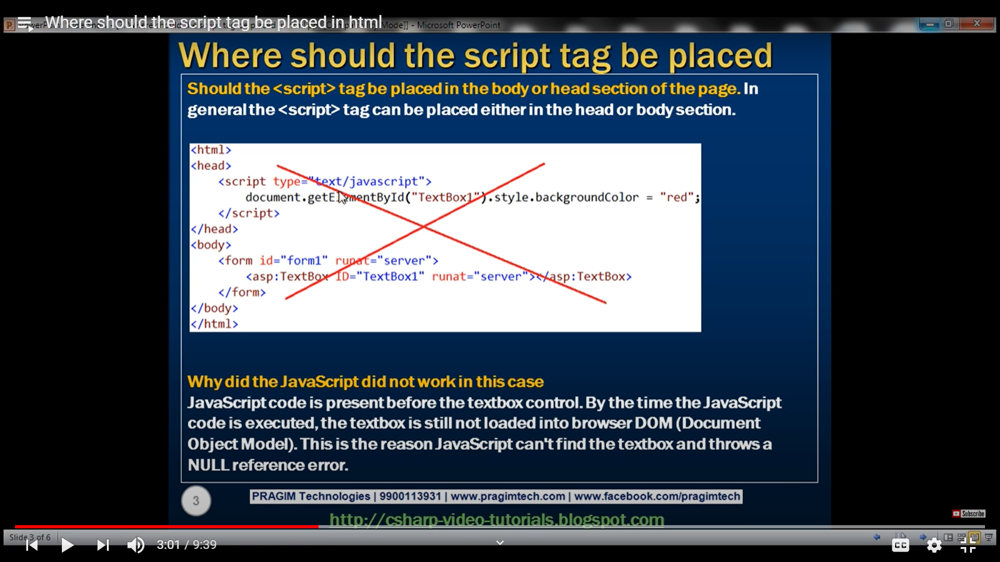 Where should the script tag be placed in html
Microsoft PowerPoint
Where should the script tag be placed
Should the <script> tag be placed in the body or head section of the page. In
general the <script> tag can be placed either in the head or body section.
<html>
<head>
<script type="text/javascript">
document.getElementById("TextBox1").style.backgroundColor = "red";
</script>
</head>
<body>
<form id="form1" runat="server">
<asp:TextBox ID="TextBox1" runat="server"></asp:TextBox>
</form>
</body>
</html>
Why did the JavaScript did not work in this case
JavaScript code is present before the textbox control. By the time the JavaScript
code is executed, the textbox is still not loaded into browser DOM (Document
Object Model). This is the reason JavaScript can't find the textbox and throws a
NULL reference error.
3
PRAGIM Technologies | 9900113931 | www.pragimtech.com | www.facebook.com/pragimtech
http://csharp-video-tutorials.blogspot.com
Subscribe
Slide 3 of 6
3:01 / 9:39
CC